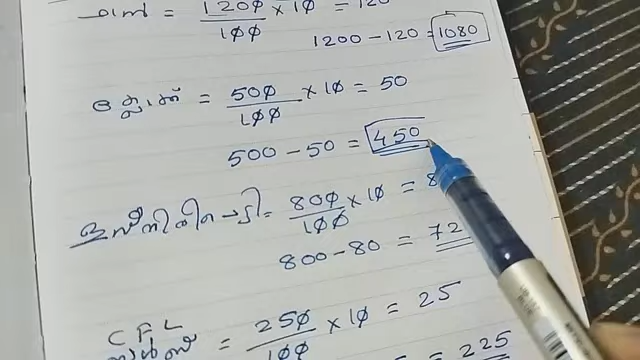 ഫാൻ = 1200/100 × 10 = 120
1200 - 120 = 1080
= 500/100 × 10 = 50
500 - 50 = 450
= 800/100 × 10 = 8
800 - 80 = 72
CFL
= 250/100 × 10 = 25
= 225